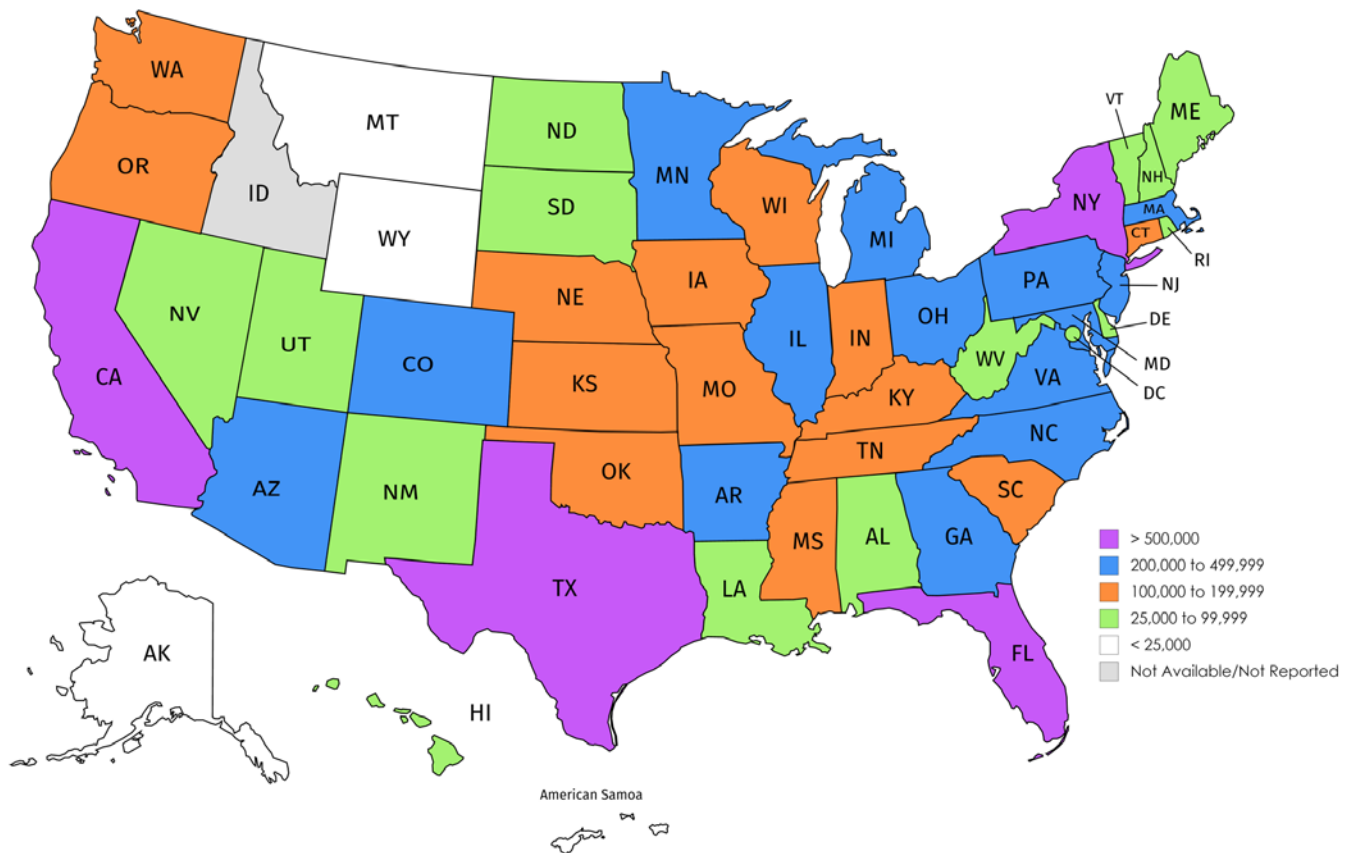 WA
MT
ND
MN
VT
ME
OR
ID
SD
WI
MI
NY
NH
MA
CT
RI
WY
NE
IA
PA
NJ
NV
UT
CO
IL
IN
OH
DE
CA
KS
MO
KY
WV
VA
MD
DC
AZ
NM
OK
AR
TN
NC
SC
TX
LA
MS
AL
GA
FL
> 500,000
200,000 to 499,999
100,000 to 199,999
25,000 to 99,999
< 25,000
Not Available/Not Reported
AK
HI
American Samoa